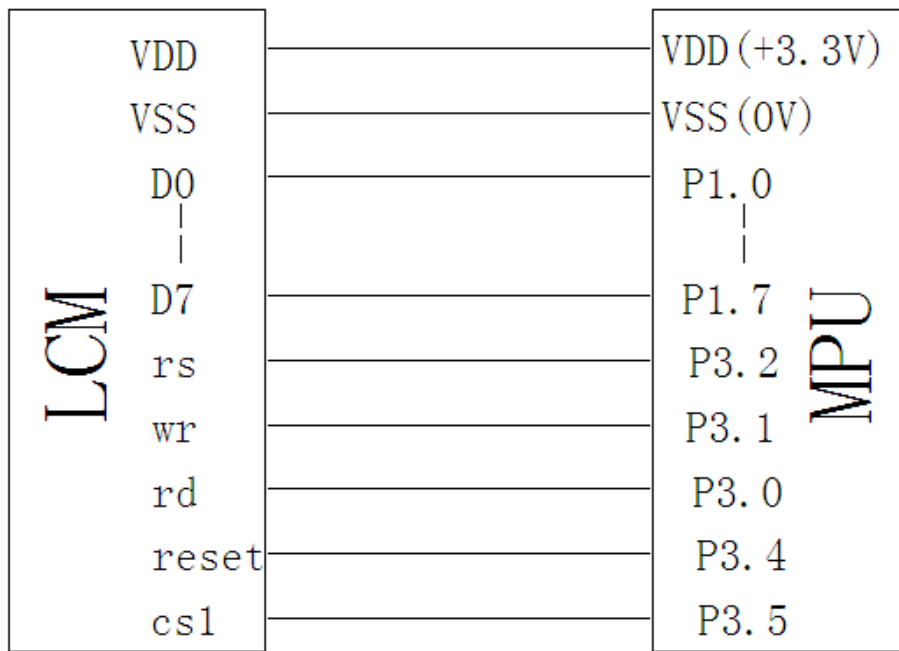 VDD VDD(+3.3V)
VSS VSS(0V)
D0 P1.0
D7 P1.7
rs P3.2
wr P3.1
rd P3.0
reset P3.4
cs1 P3.5
LCM
MPU